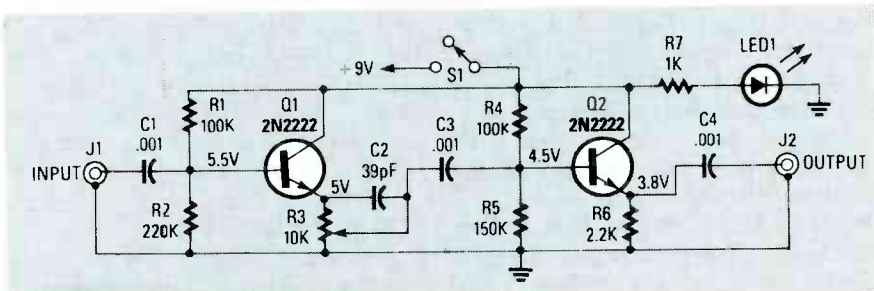 +9V
S1
R7
1K
LED1
R1
100K
Q1
2N2222
R4
100K
Q2
2N2222
C4
.001
J1
INPUT
C1
.001
5.5V
C2
39pF
C3
.001
4.5V
J2
OUTPUT
5V
3.8V
R2
220K
R3
10K
R5
150K
R6
2.2K